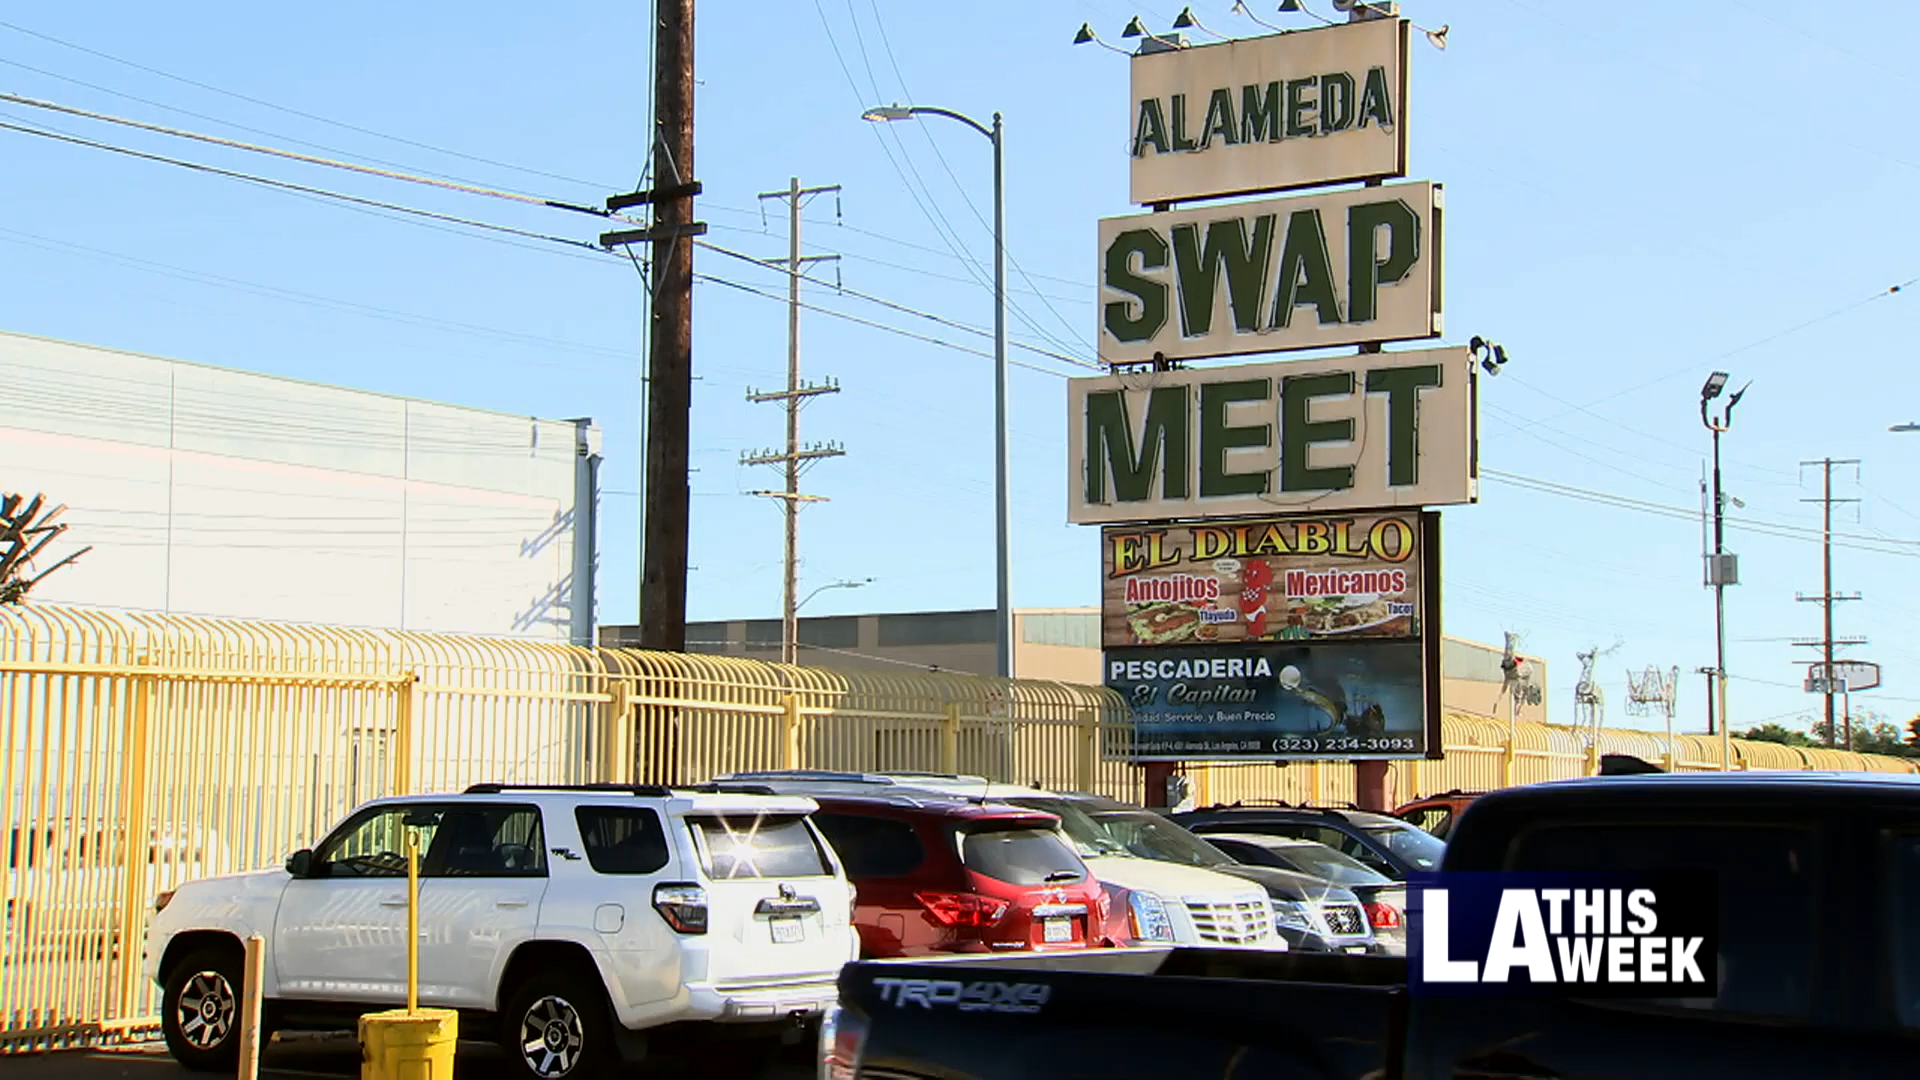 ALAMEDA
SWAP
MEET
EL DIABLO
Antojitos Mexicanos
Tlayuda
Tacos
PESCADERIA
El Capitan
Calidad, Servicio, y Buen Precio
(323) 234-3093
TRD
TRD 4X4
LA THIS WEEK